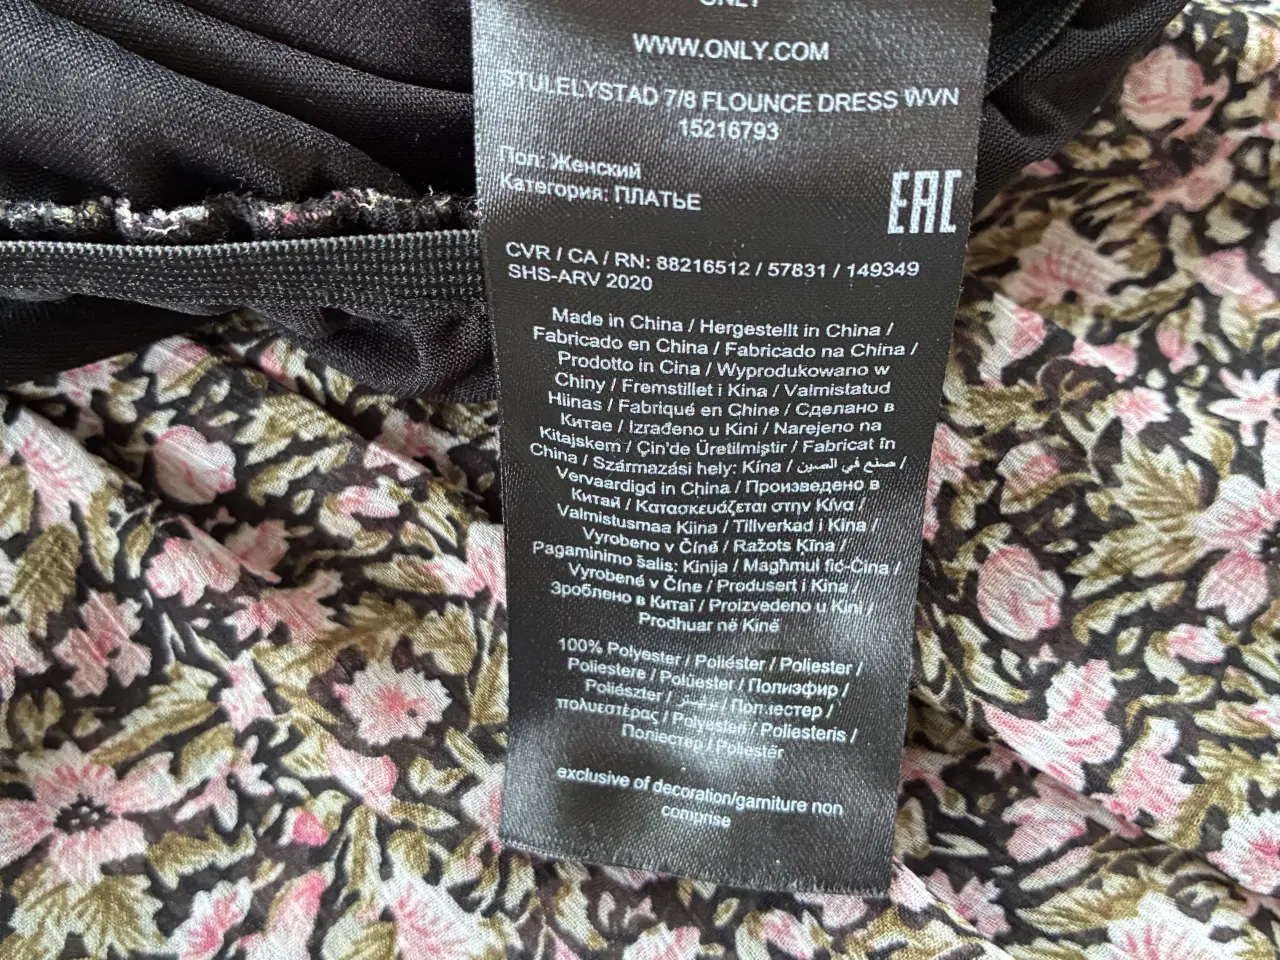 ONLY
WWW.ONLY.COM
STULELYSTAD 7/8 FLOUNCE DRESS WVN
15216793
Пол: Женский
Категория: ПЛАТЬЕ
EAC
CVR / CA / RN: 88216512 / 57831 / 149349
SHS-ARV 2020
Made in China / Hergestellt in China /
Fabricado en China / Fabricado na China /
Prodotto in Cina / Wyprodukowano w
Chiny / Fremstillet i Kina / Valmistatud
Hiinas / Fabriqué en Chine / Сделано в
Китае / Izrađeno u Kini / Narejeno na
Kitajskem / Çin'de Üretilmiştir / Fabricat în
China / Származási hely: Kína / صنع في الصين /
Vervaardigd in China / Произведено в
Китай / Κατασκευάζεται στην Κίνα /
Valmistusmaa Kiina / Tillverkad i Kina /
Vyrobeno v Číně / Ražots Ķīna /
Pagaminimo šalis: Kinija / Magħmul fiċ-Ċina /
Vyrobené v Číne / Produsert i Kina /
Зроблено в Китаї / Proizvedeno u Kini /
Prodhuar në Kinë
100% Polyester / Poliéster / Poliester /
Poliestere / Polüester / Полиэфир /
Poliészter / / Полиестер /
πολυεστέρας / Polyesteri / Poliesteris /
Поліестер / Poliestër
exclusive of decoration/garniture non
comprise